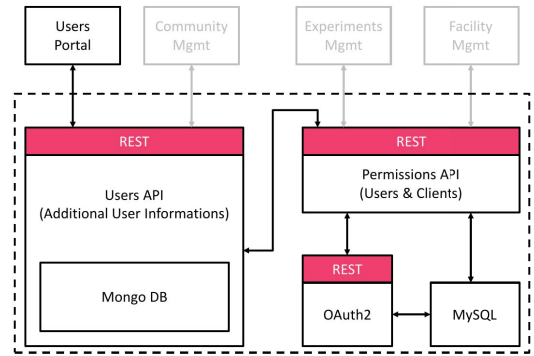 Users
Portal
Community
Mgmt
Experiments
Mgmt
Facility
Mgmt
REST
Users API
(Additional User Informations)
Mongo DB
REST
Permissions API
(Users & Clients)
REST
OAuth2
MySQL